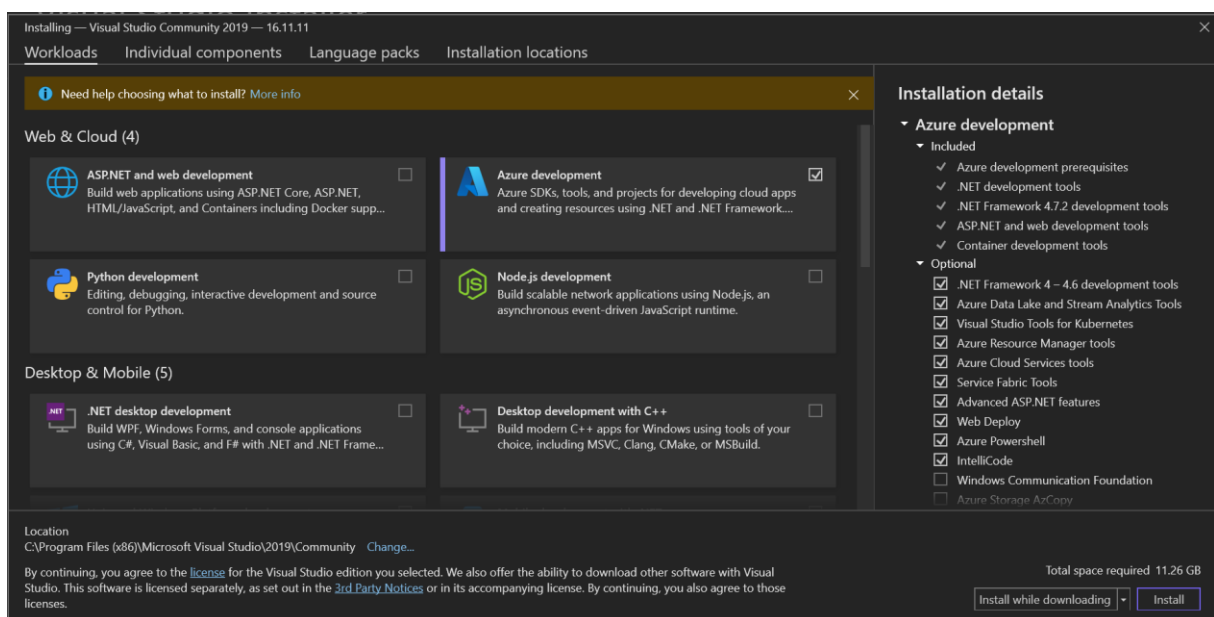 Installing — Visual Studio Community 2019 — 16.11.11
Workloads Individual components Language packs Installation locations
Need help choosing what to install? More info
Web & Cloud (4)
ASP.NET and web development
Build web applications using ASP.NET Core, ASP.NET,
HTML/JavaScript, and Containers including Docker supp...
Azure development
Azure SDKs, tools, and projects for developing cloud apps
and creating resources using .NET and .NET Framework....
Python development
Editing, debugging, interactive development and source
control for Python.
Node.js development
Build scalable network applications using Node.js, an
asynchronous event-driven JavaScript runtime.
Desktop & Mobile (5)
.NET
.NET desktop development
Build WPF, Windows Forms, and console applications
using C#, Visual Basic, and F# with .NET and .NET Frame...
Desktop development with C++
Build modern C++ apps for Windows using tools of your
choice, including MSVC, Clang, CMake, or MSBuild.
Installation details
Azure development
Included
Azure development prerequisites
.NET development tools
.NET Framework 4.7.2 development tools
ASP.NET and web development tools
Container development tools
Optional
.NET Framework 4 – 4.6 development tools
Azure Data Lake and Stream Analytics Tools
Visual Studio Tools for Kubernetes
Azure Resource Manager tools
Azure Cloud Services tools
Service Fabric Tools
Advanced ASP.NET features
Web Deploy
Azure Powershell
IntelliCode
Windows Communication Foundation
Azure Storage AzCopy
Location
C:\Program Files (x86)\Microsoft Visual Studio\2019\Community Change...
By continuing, you agree to the license for the Visual Studio edition you selected. We also offer the ability to download other software with Visual
Studio. This software is licensed separately, as set out in the 3rd Party Notices or in its accompanying license. By continuing, you also agree to those
licenses.
Total space required 11.26 GB
Install while downloading Install